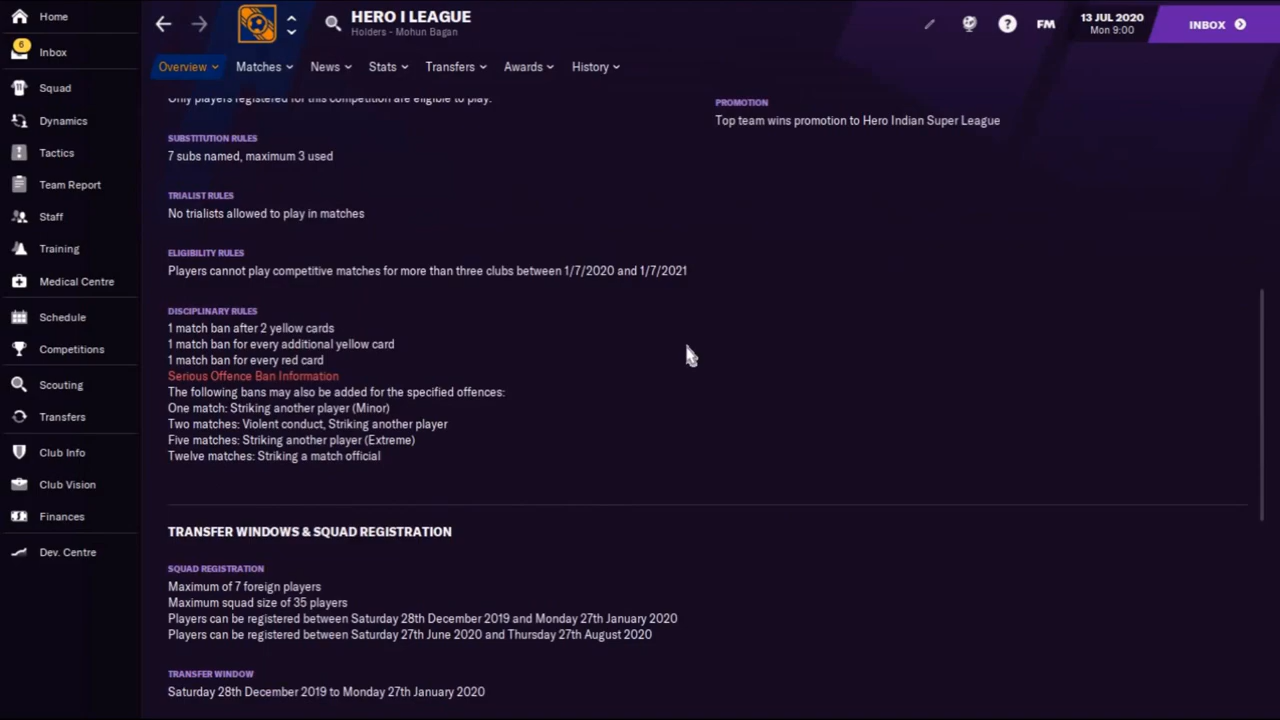 Home
6
Inbox
Squad
Dynamics
Tactics
Team Report
Staff
Training
Medical Centre
Schedule
Competitions
Scouting
Transfers
Club Info
Club Vision
Finances
Dev. Centre
HERO I LEAGUE
Holders - Mohun Bagan
?
FM
13 JUL 2020
Mon 9:00
INBOX
Overview
Matches
News
Stats
Transfers
Awards
History
Only players registered for this competition are eligible to play.
SUBSTITUTION RULES
7 subs named, maximum 3 used
TRIALIST RULES
No trialists allowed to play in matches
ELIGIBILITY RULES
Players cannot play competitive matches for more than three clubs between 1/7/2020 and 1/7/2021
DISCIPLINARY RULES
1 match ban after 2 yellow cards
1 match ban for every additional yellow card
1 match ban for every red card
Serious Offence Ban Information
The following bans may also be added for the specified offences:
One match: Striking another player (Minor)
Two matches: Violent conduct, Striking another player
Five matches: Striking another player (Extreme)
Twelve matches: Striking a match official
PROMOTION
Top team wins promotion to Hero Indian Super League
TRANSFER WINDOWS & SQUAD REGISTRATION
SQUAD REGISTRATION
Maximum of 7 foreign players
Maximum squad size of 35 players
Players can be registered between Saturday 28th December 2019 and Monday 27th January 2020
Players can be registered between Saturday 27th June 2020 and Thursday 27th August 2020
TRANSFER WINDOW
Saturday 28th December 2019 to Monday 27th January 2020